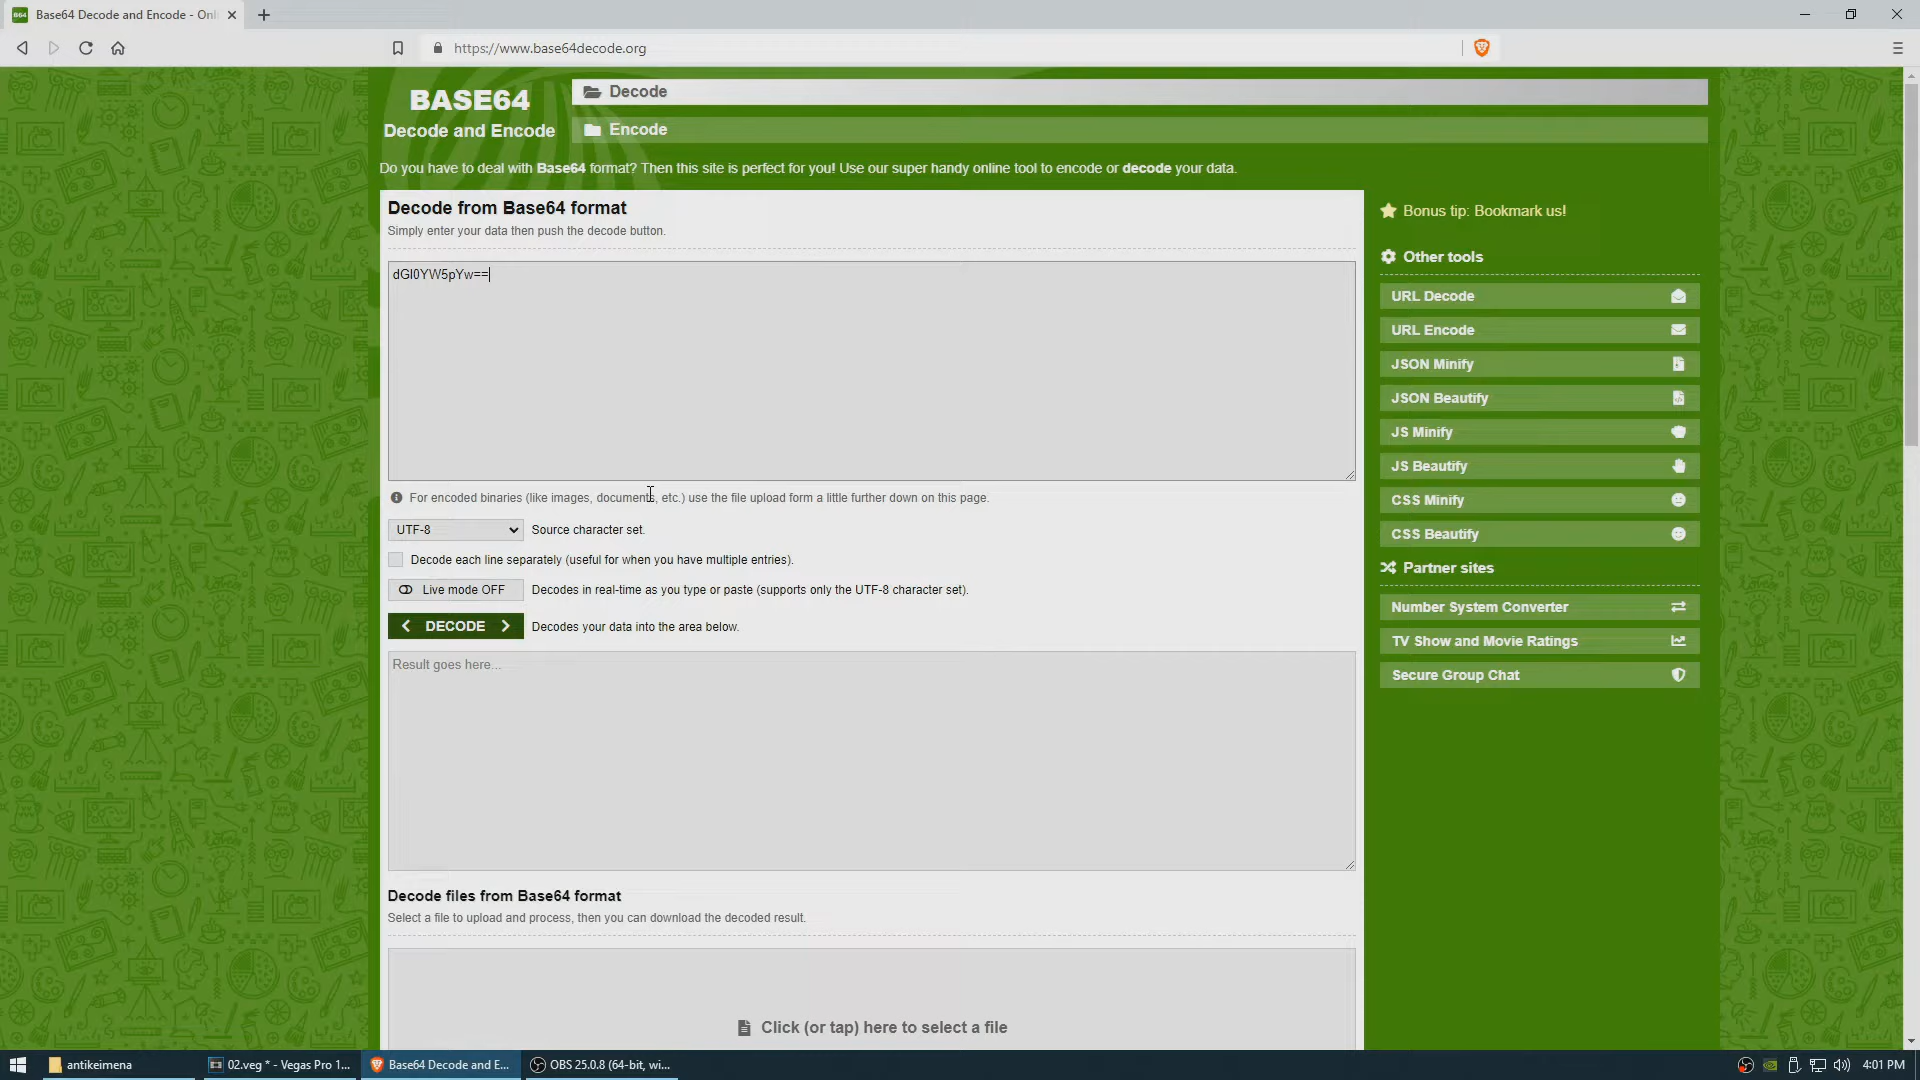 Base64 Decode and Encode - Onl
https://www.base64decode.org
BASE64
Decode and Encode
Decode
Encode
Do you have to deal with Base64 format? Then this site is perfect for you! Use our super handy online tool to encode or decode your data.
Decode from Base64 format
Simply enter your data then push the decode button.
dGl0YW5pYw==
For encoded binaries (like images, documents, etc.) use the file upload form a little further down on this page.
UTF-8 Source character set.
Decode each line separately (useful for when you have multiple entries).
Live mode OFF Decodes in real-time as you type or paste (supports only the UTF-8 character set).
DECODE Decodes your data into the area below.
Result goes here...
Decode files from Base64 format
Select a file to upload and process, then you can download the decoded result.
Click (or tap) here to select a file
Bonus tip: Bookmark us!
Other tools
URL Decode
URL Encode
JSON Minify
JSON Beautify
JS Minify
JS Beautify
CSS Minify
CSS Beautify
Partner sites
Number System Converter
TV Show and Movie Ratings
Secure Group Chat
antikeimena
02.veg * - Vegas Pro 1...
Base64 Decode and E...
OBS 25.0.8 (64-bit, wi...
4:01 PM